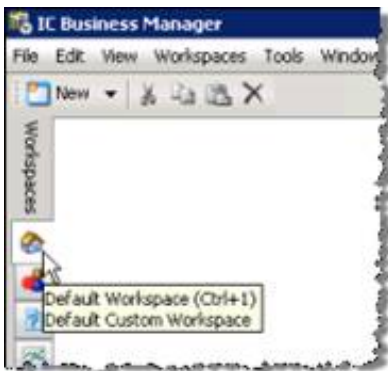 IC Business Manager
File Edit View Workspaces Tools Window
New
Workspaces
Default Workspace (Ctrl+1)
Default Custom Workspace